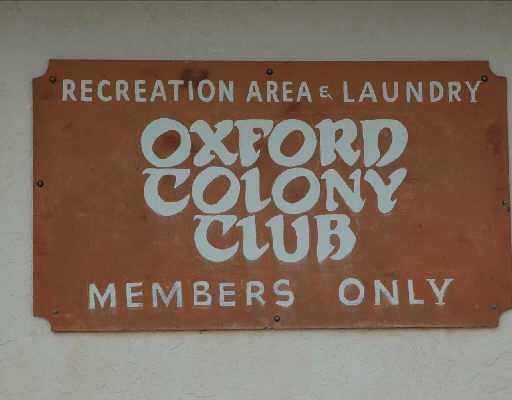 RECREATION AREA & LAUNDRY
OXFORD
COLONY
CLUB
MEMBERS ONLY